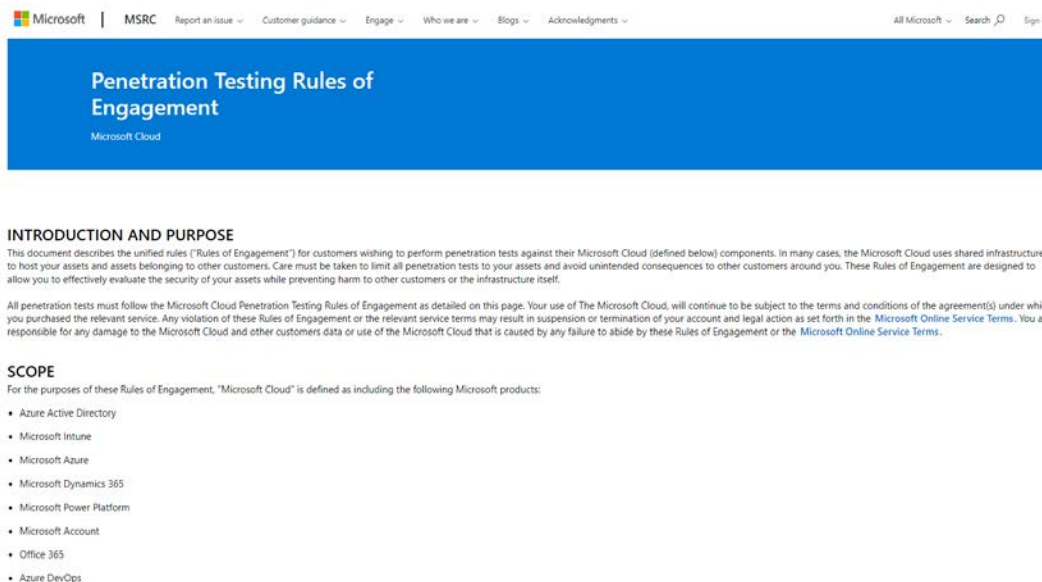 Microsoft | MSRC Report an issue Customer guidance Engage Who we are Blogs Acknowledgments All Microsoft Search Sign
Penetration Testing Rules of
Engagement
Microsoft Cloud
INTRODUCTION AND PURPOSE
This document describes the unified rules ("Rules of Engagement") for customers wishing to perform penetration tests against their Microsoft Cloud (defined below) components. In many cases, the Microsoft Cloud uses shared infrastructure
to host your assets and assets belonging to other customers. Care must be taken to limit all penetration tests to your assets and avoid unintended consequences to other customers around you. These Rules of Engagement are designed to
allow you to effectively evaluate the security of your assets while preventing harm to other customers or the infrastructure itself.
All penetration tests must follow the Microsoft Cloud Penetration Testing Rules of Engagement as detailed on this page. Your use of The Microsoft Cloud, will continue to be subject to the terms and conditions of the agreement(s) under whi
you purchased the relevant service. Any violation of these Rules of Engagement or the relevant service terms may result in suspension or termination of your account and legal action as set forth in the Microsoft Online Service Terms. You a
responsible for any damage to the Microsoft Cloud and other customers data or use of the Microsoft Cloud that is caused by any failure to abide by these Rules of Engagement or the Microsoft Online Service Terms.
SCOPE
For the purposes of these Rules of Engagement, "Microsoft Cloud" is defined as including the following Microsoft products:
• Azure Active Directory
• Microsoft Intune
• Microsoft Azure
• Microsoft Dynamics 365
• Microsoft Power Platform
• Microsoft Account
• Office 365
• Azure DevOps